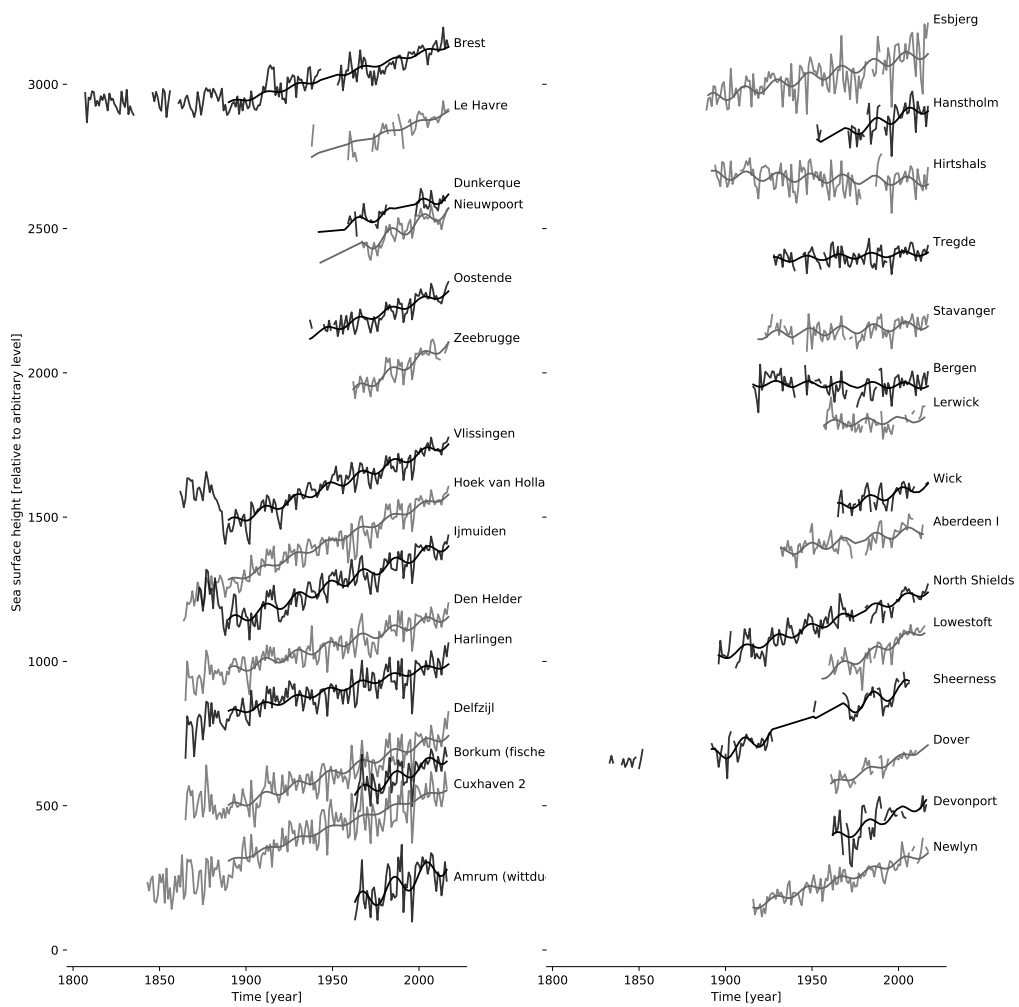 Brest
Le Havre
Dunkerque
Nieuwpoort
Oostende
Zeebrugge
Vlissingen
Hoek van Holla
Ijmuiden
Den Helder
Harlingen
Delfzijl
Borkum (fische
Cuxhaven 2
Amrum (wittdu
3000
2500
2000
1500
1000
500
0
Sea surface height [relative to arbitrary level]
1800 1850 1900 1950 2000
Time [year]
Esbjerg
Hanstholm
Hirtshals
Tregde
Stavanger
Bergen
Lerwick
Wick
Aberdeen I
North Shields
Lowestoft
Sheerness
Dover
Devonport
Newlyn
1800 1850 1900 1950 2000
Time [year]